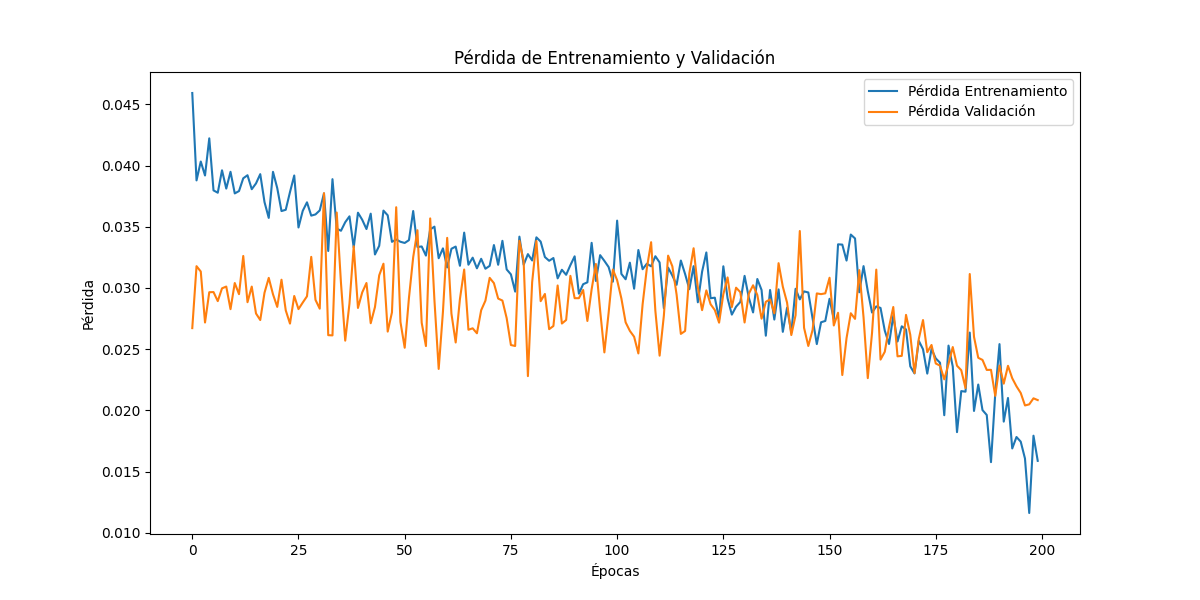 Pérdida de Entrenamiento y Validación
Pérdida Entrenamiento
Pérdida Validación
0.045
0.040
0.035
0.030
0.025
0.020
0.015
0.010
Pérdida
0 25 50 75 100 125 150 175 200
Épocas